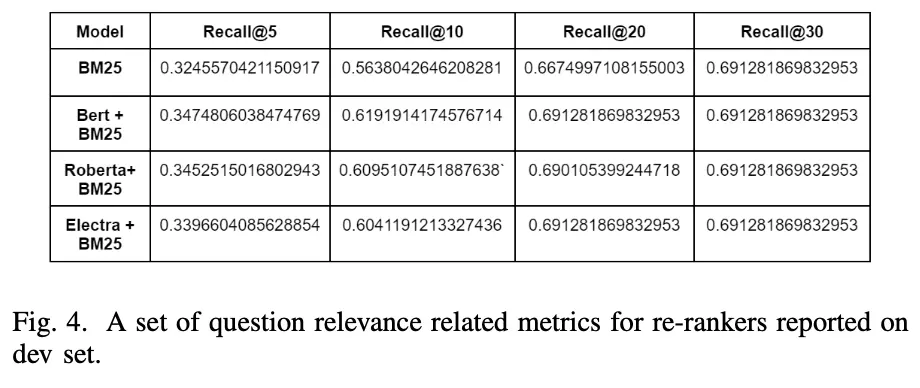 Model Recall@5 Recall@10 Recall@20 Recall@30
BM25 0.3245570421150917 0.5638042646208281 0.6674997108155003 0.691281869832953
Bert + 0.3474806038474769 0.6191914174576714 0.691281869832953 0.691281869832953
BM25
Roberta+ 0.3452515016802943 0.6095107451887638` 0.690105399244718 0.691281869832953
BM25
Electra + 0.3396604085628854 0.6041191213327436 0.691281869832953 0.691281869832953
BM25
Fig. 4. A set of question relevance related metrics for re-rankers reported on
dev set.